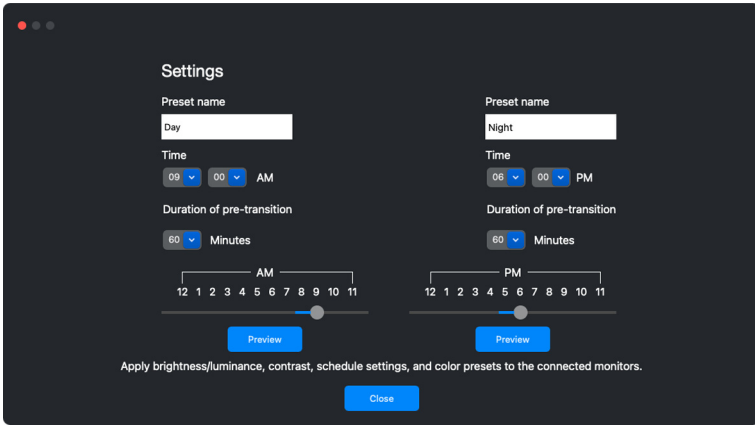 Settings
Preset name Preset name
Day Night
Time Time
09 00 AM 06 00 PM
Duration of pre-transition Duration of pre-transition
60 Minutes 60 Minutes
AM PM
12 1 2 3 4 5 6 7 8 9 10 11 12 1 2 3 4 5 6 7 8 9 10 11
Preview Preview
Apply brightness/luminance, contrast, schedule settings, and color presets to the connected monitors.
Close